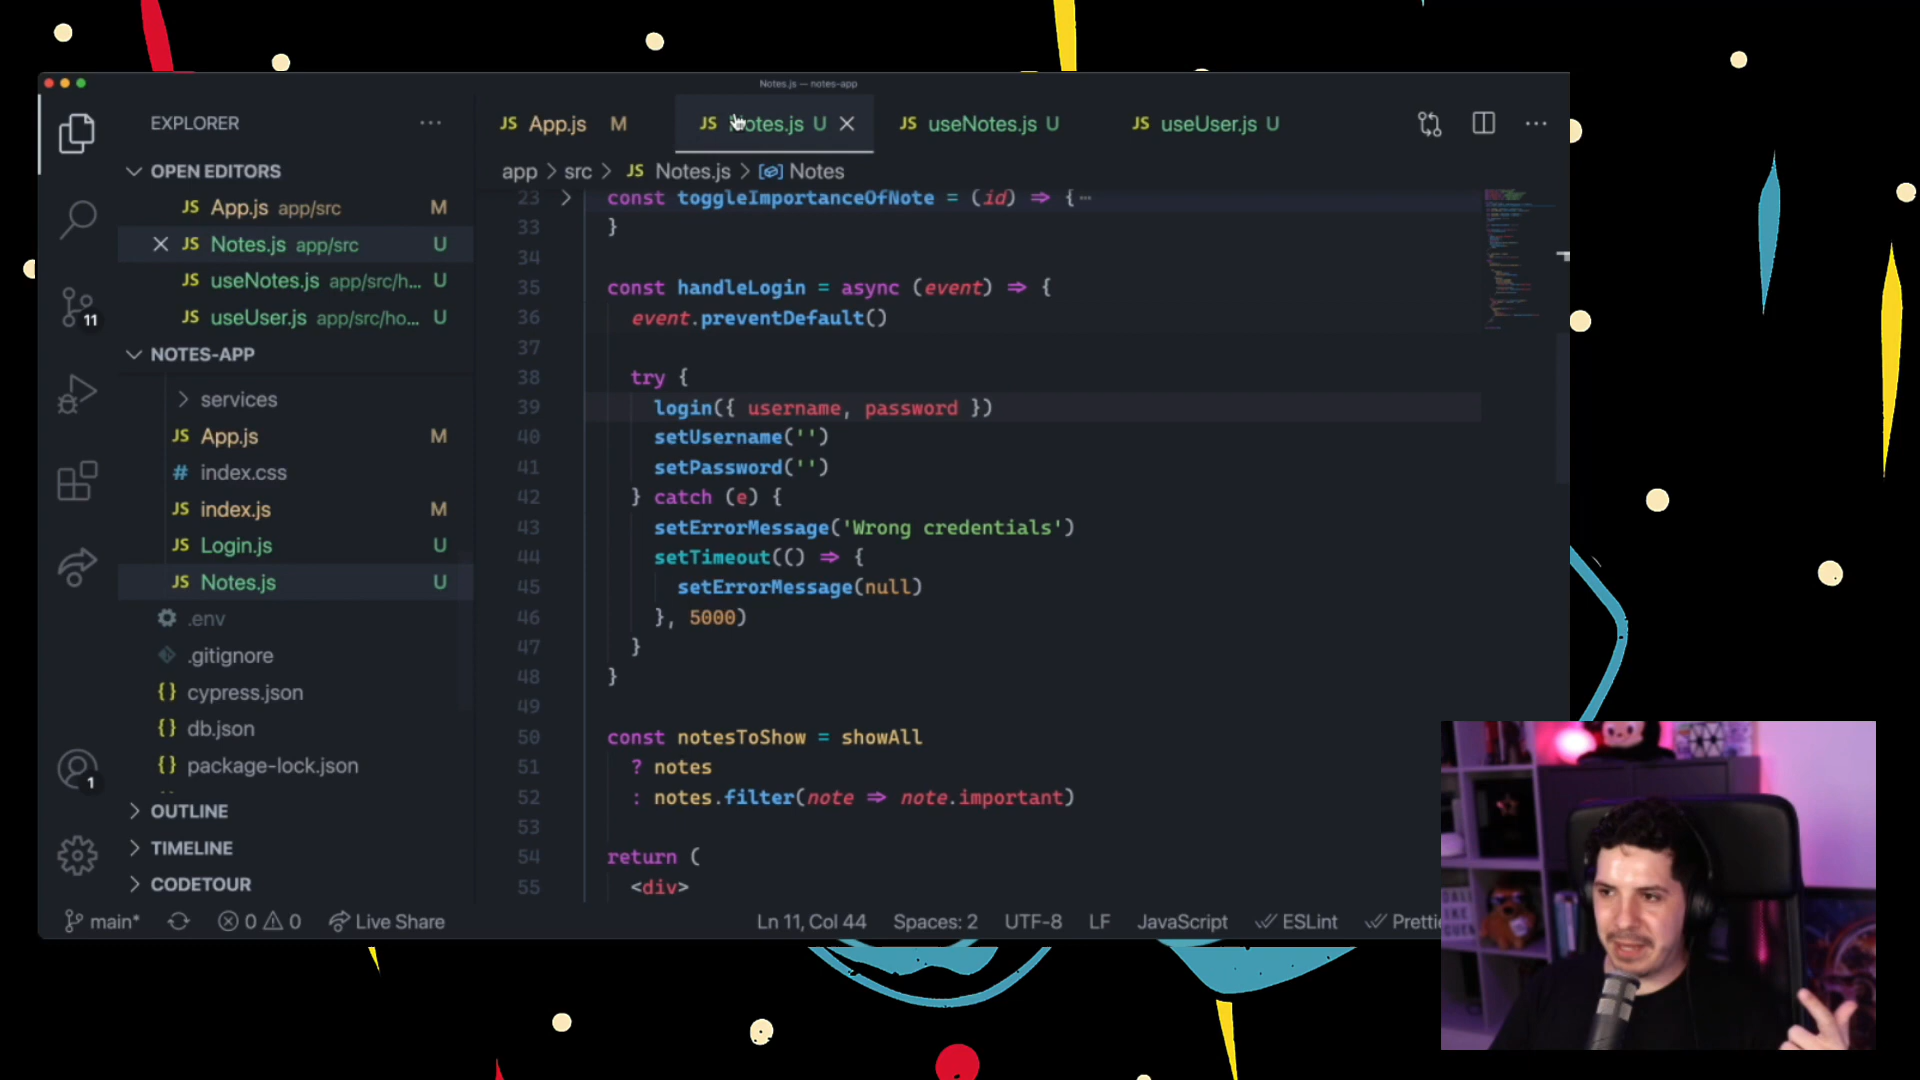 Notes.js — notes-app
EXPLORER
OPEN EDITORS
JS App.js app/src M
JS Notes.js app/src U
JS useNotes.js app/src/h... U
JS useUser.js app/src/ho... U
NOTES-APP
services
JS App.js M
# index.css
JS index.js M
JS Login.js U
JS Notes.js U
.env
.gitignore
{} cypress.json
{} db.json
{} package-lock.json
OUTLINE
TIMELINE
CODETOUR
11
1
JS App.js M
JS Notes.js U
JS useNotes.js U
JS useUser.js U
app > src > JS Notes.js > Notes
23 const toggleImportanceOfNote = (id) => {...
33 }
34
35 const handleLogin = async (event) => {
36 event.preventDefault()
37
38 try {
39 login({ username, password })
40 setUsername('')
41 setPassword('')
42 } catch (e) {
43 setErrorMessage('Wrong credentials')
44 setTimeout(() => {
45 setErrorMessage(null)
46 }, 5000)
47 }
48 }
49
50 const notesToShow = showAll
51 ? notes
52 : notes.filter(note => note.important)
53
54 return (
55 <div>
main* 0 0 Live Share Ln 11, Col 44 Spaces: 2 UTF-8 LF JavaScript ESLint Pretti